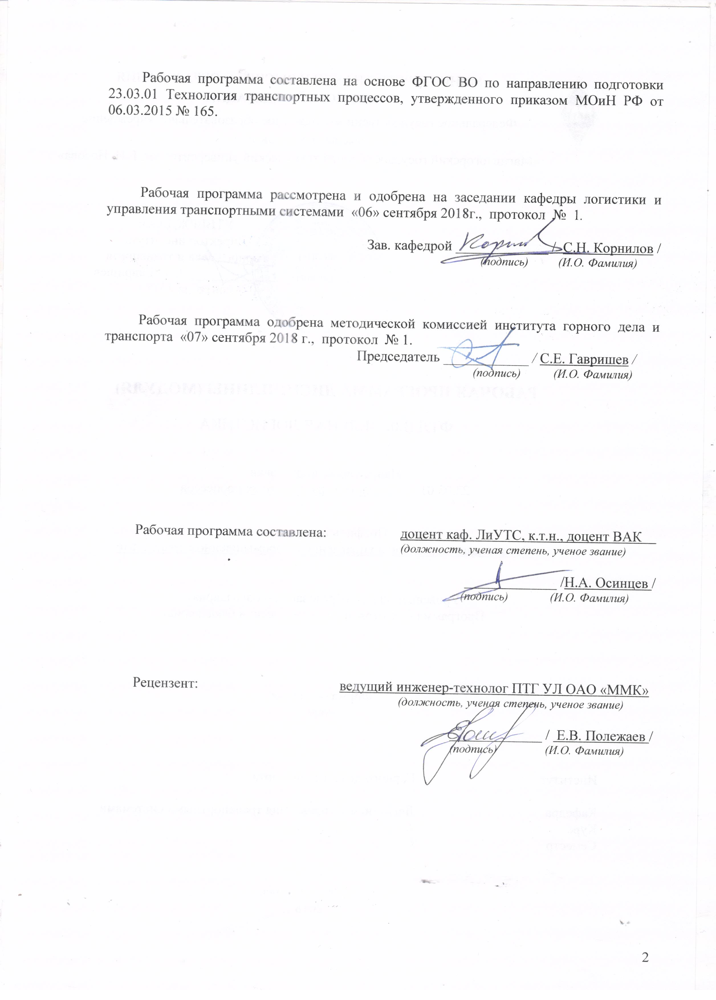 Рабочая программа составлена на основе ФГОС ВО по направлению подготовки
23.03.01 Технология транспортных процессов, утвержденного приказом МОиН РФ от
06.03.2015 № 165.
Рабочая программа рассмотрена и одобрена на заседании кафедры логистики и
управления транспортными системами «06» сентября 2018г., протокол № 1.
Зав. кафедрой ____________ / С.Н. Корнилов /
(подпись) (И.О. Фамилия)
Рабочая программа одобрена методической комиссией института горного дела и
транспорта «07» сентября 2018 г., протокол № 1.
Председатель ____________ / С.Е. Гавришев /
(подпись) (И.О. Фамилия)
Рабочая программа составлена: доцент каф. ЛиУТС, к.т.н., доцент ВАК
(должность, ученая степень, ученое звание)
____________ /Н.А. Осинцев /
(подпись) (И.О. Фамилия)
Рецензент: ведущий инженер-технолог ПТГ УЛ ОАО «ММК»
(должность, ученая степень, ученое звание)
____________ / Е.В. Полежаев /
(подпись) (И.О. Фамилия)
2